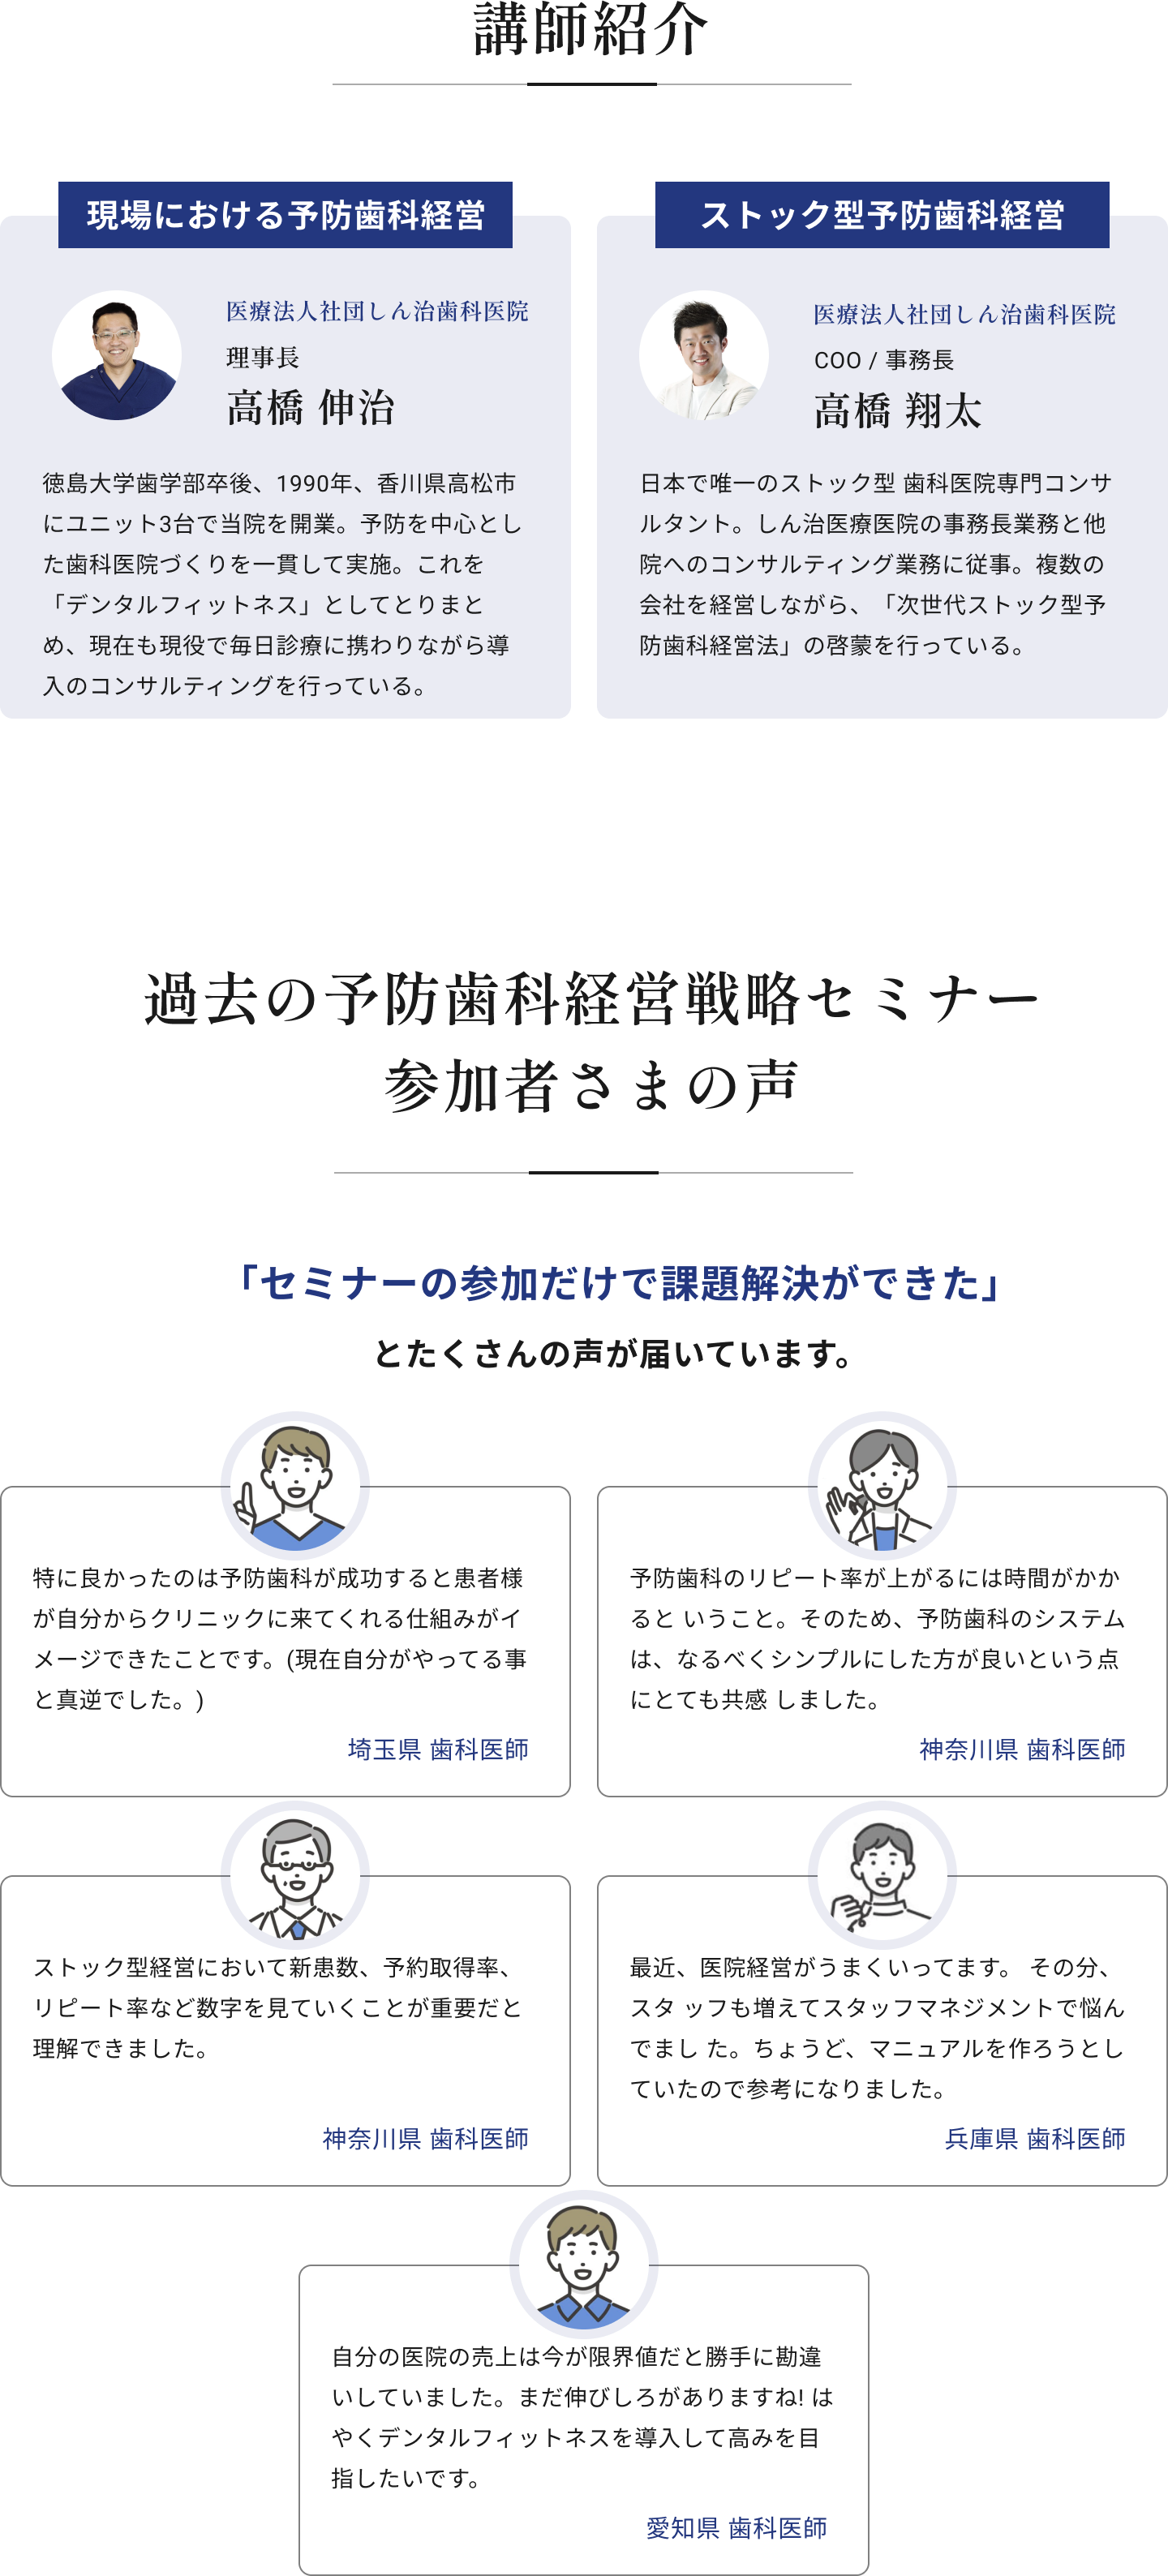 講師紹介
現場における予防歯科経営
医療法人社団しん治歯科医院
理事長
高橋 伸治
徳島大学歯学部卒後、1990年、香川県高松市
にユニット3台で当院を開業。予防を中心とし
た歯科医院づくりを一貫して実施。これを
「デンタルフィットネス」としてとりまと
め、現在も現役で毎日診療に携わりながら導
入のコンサルティングを行っている。
ストック型予防歯科経営
医療法人社団しん治歯科医院
COO / 事務長
高橋 翔太
日本で唯一のストック型 歯科医院専門コンサ
ルタント。しん治医療医院の事務長業務と他
院へのコンサルティング業務に従事。複数の
会社を経営しながら、「次世代ストック型予
防歯科経営法」の啓蒙を行っている。
過去の予防歯科経営戦略セミナー
参加者さまの声
「セミナーの参加だけで課題解決ができた」
とたくさんの声が届いています。
特に良かったのは予防歯科が成功すると患者様
が自分からクリニックに来てくれる仕組みがイ
メージできたことです。(現在自分がやってる事
と真逆でした。)
埼玉県 歯科医師
予防歯科のリピート率が上がるには時間がかか
ると いうこと。そのため、予防歯科のシステム
は、なるべくシンプルにした方が良いという点
にとても共感 しました。
神奈川県 歯科医師
ストック型経営において新患数、予約取得率、
リピート率など数字を見ていくことが重要だと
理解できました。
神奈川県 歯科医師
最近、医院経営がうまくいってます。 その分、
スタ ッフも増えてスタッフマネジメントで悩ん
でまし た。ちょうど、マニュアルを作ろうとし
ていたので参考になりました。
兵庫県 歯科医師
自分の医院の売上は今が限界値だと勝手に勘違
いしていました。まだ伸びしろがありますね! は
やくデンタルフィットネスを導入して高みを目
指したいです。
愛知県 歯科医師